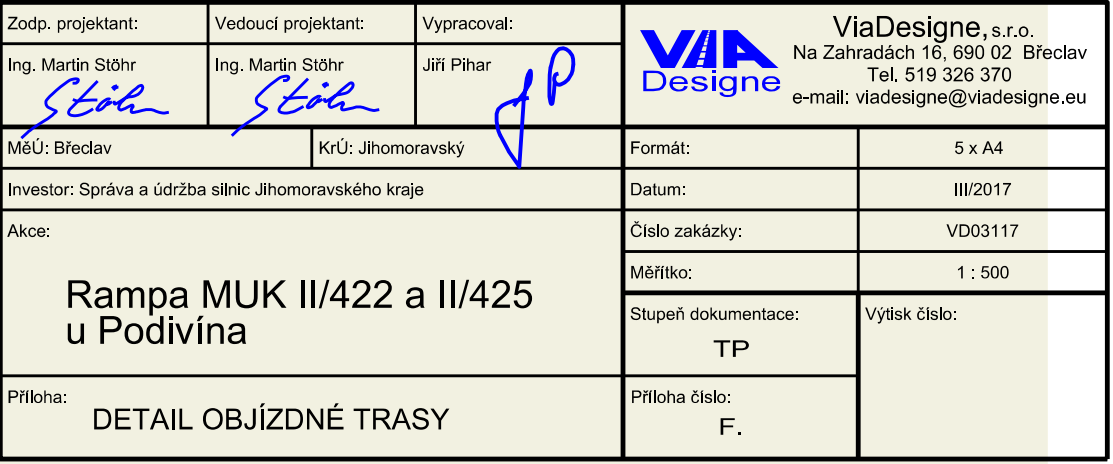 Zodp. projektant:
Vedoucí projektant:
Vypracoval:
Ing. Martin Stöhr
Ing. Martin Stöhr
Jiří Pihar
Stöhr
Stöhr
JP
VIA
Designe
ViaDesigne, s.r.o.
Na Zahradách 16, 690 02 Břeclav
Tel. 519 326 370
e-mail: viadesigne@viadesigne.eu
MěÚ: Břeclav
KrÚ: Jihomoravský
Formát:
5 x A4
Investor: Správa a údržba silnic Jihomoravského kraje
Datum:
III/2017
Akce:
Číslo zakázky:
VD03117
Měřítko:
1 : 500
Rampa MUK II/422 a II/425
u Podivína
Stupeň dokumentace:
TP
Výtisk číslo:
Příloha:
DETAIL OBJÍZDNÉ TRASY
Příloha číslo:
F.